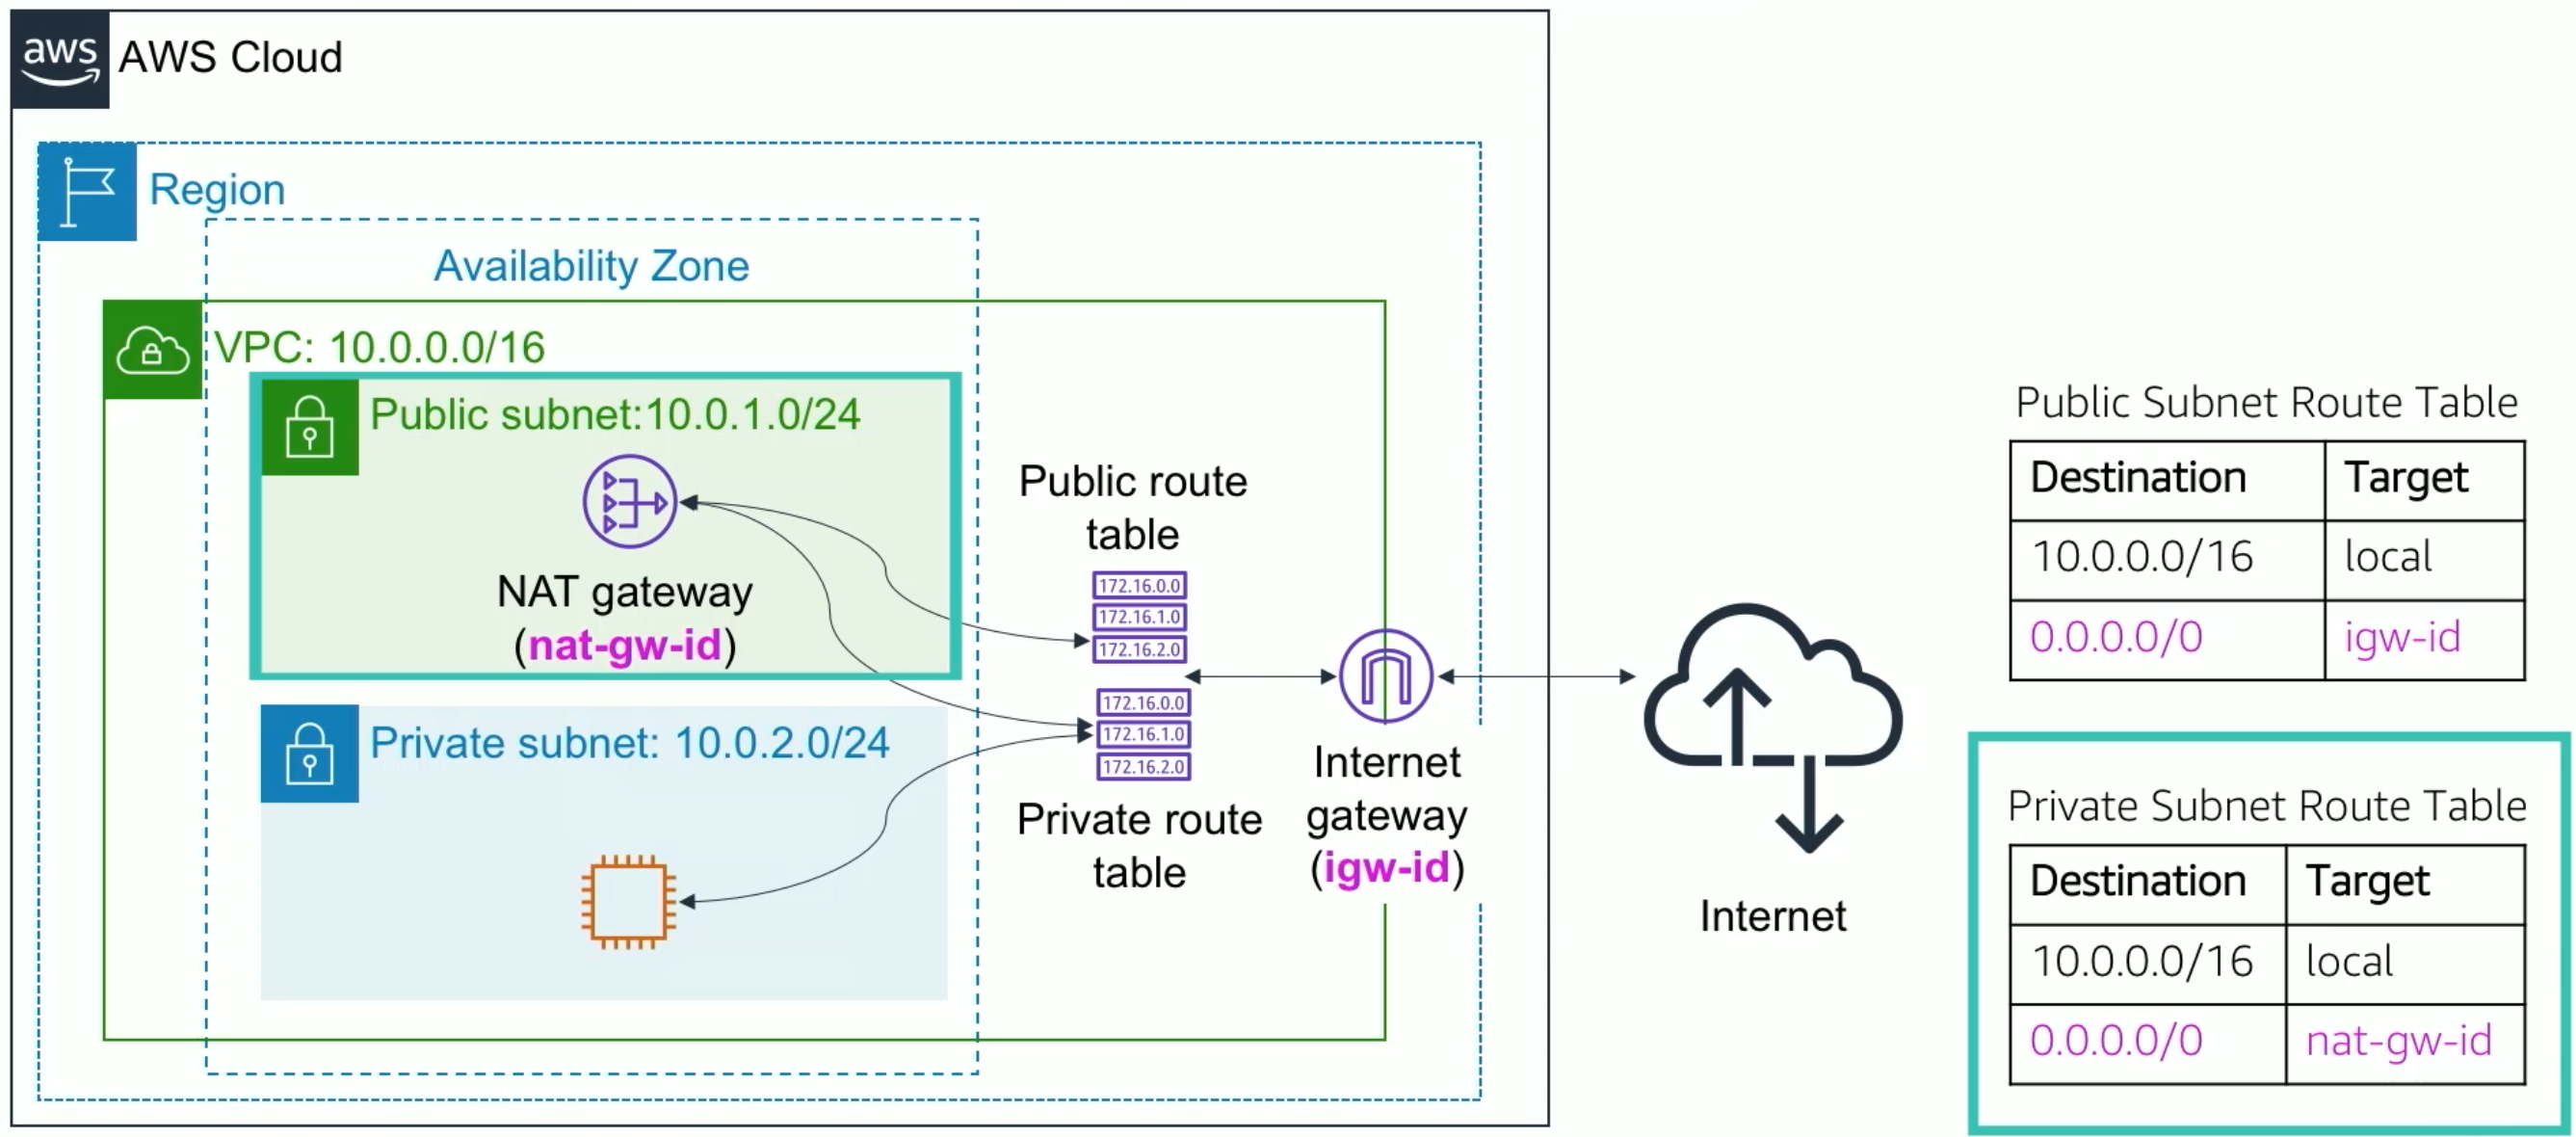 aws
AWS Cloud
Region
Availability Zone
VPC: 10.0.0.0/16
Public subnet:10.0.1.0/24
NAT gateway
(nat-gw-id)
Private subnet: 10.0.2.0/24
Public route
table
172.16.0.0
172.16.1.0
172.16.2.0
172.16.0.0
172.16.1.0
172.16.2.0
Private route
table
Internet
gateway
(igw-id)
Internet
Public Subnet Route Table
Destination Target
10.0.0.0/16 local
0.0.0.0/0 igw-id
Private Subnet Route Table
Destination Target
10.0.0.0/16 local
0.0.0.0/0 nat-gw-id